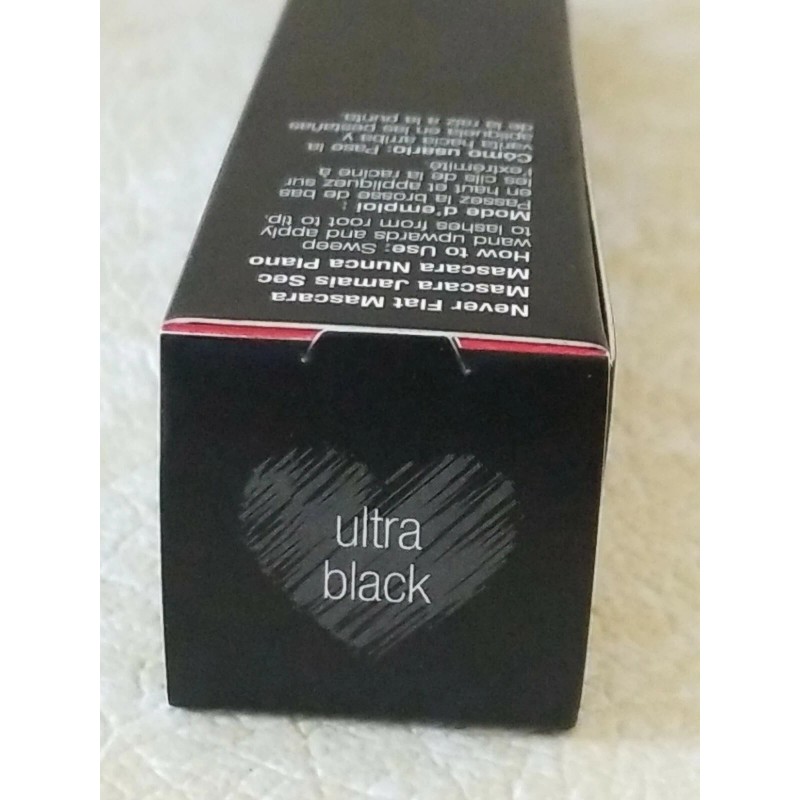 Never Flat Mascara
Mascara Jamais Sec
Mascara Nunca Plano
How to Use: Sweep
wand upwards and apply
to lashes from root to tip.
Mode d'emploi :
Passez la brosse de bas
en haut et appliquez sur
les cils de la racine à
l'extrémité.
Cómo usarlo: Pase la
varita hacia arriba y
aplíquela en las pestañas
de la raíz a la punta.
ultra
black